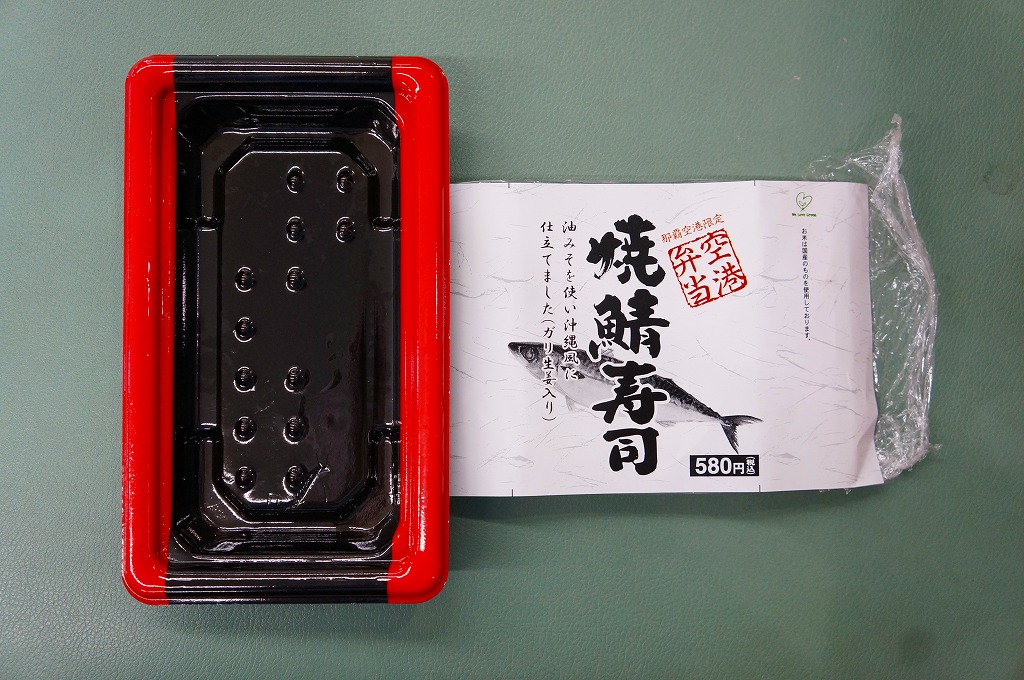 We Love Lovely
お米は国産のものを使用しております。
那覇空港限定
空港
弁当
焼鯖寿司
油みそを使い沖縄風に
仕立てました(ガリ生姜入り)
580円(税込)